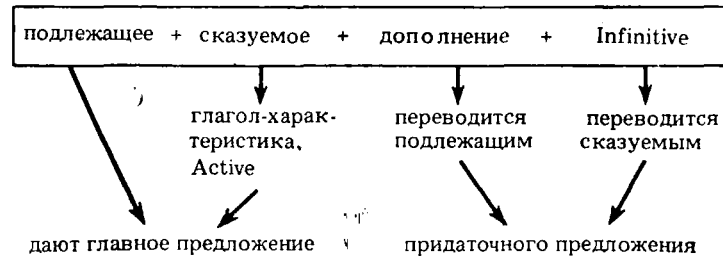 подлежащее + сказуемое + дополнение + Infinitive
глагол-харак- переводится переводится
теристика, подлежащим сказуемым
Active
дают главное предложение придаточного предложения